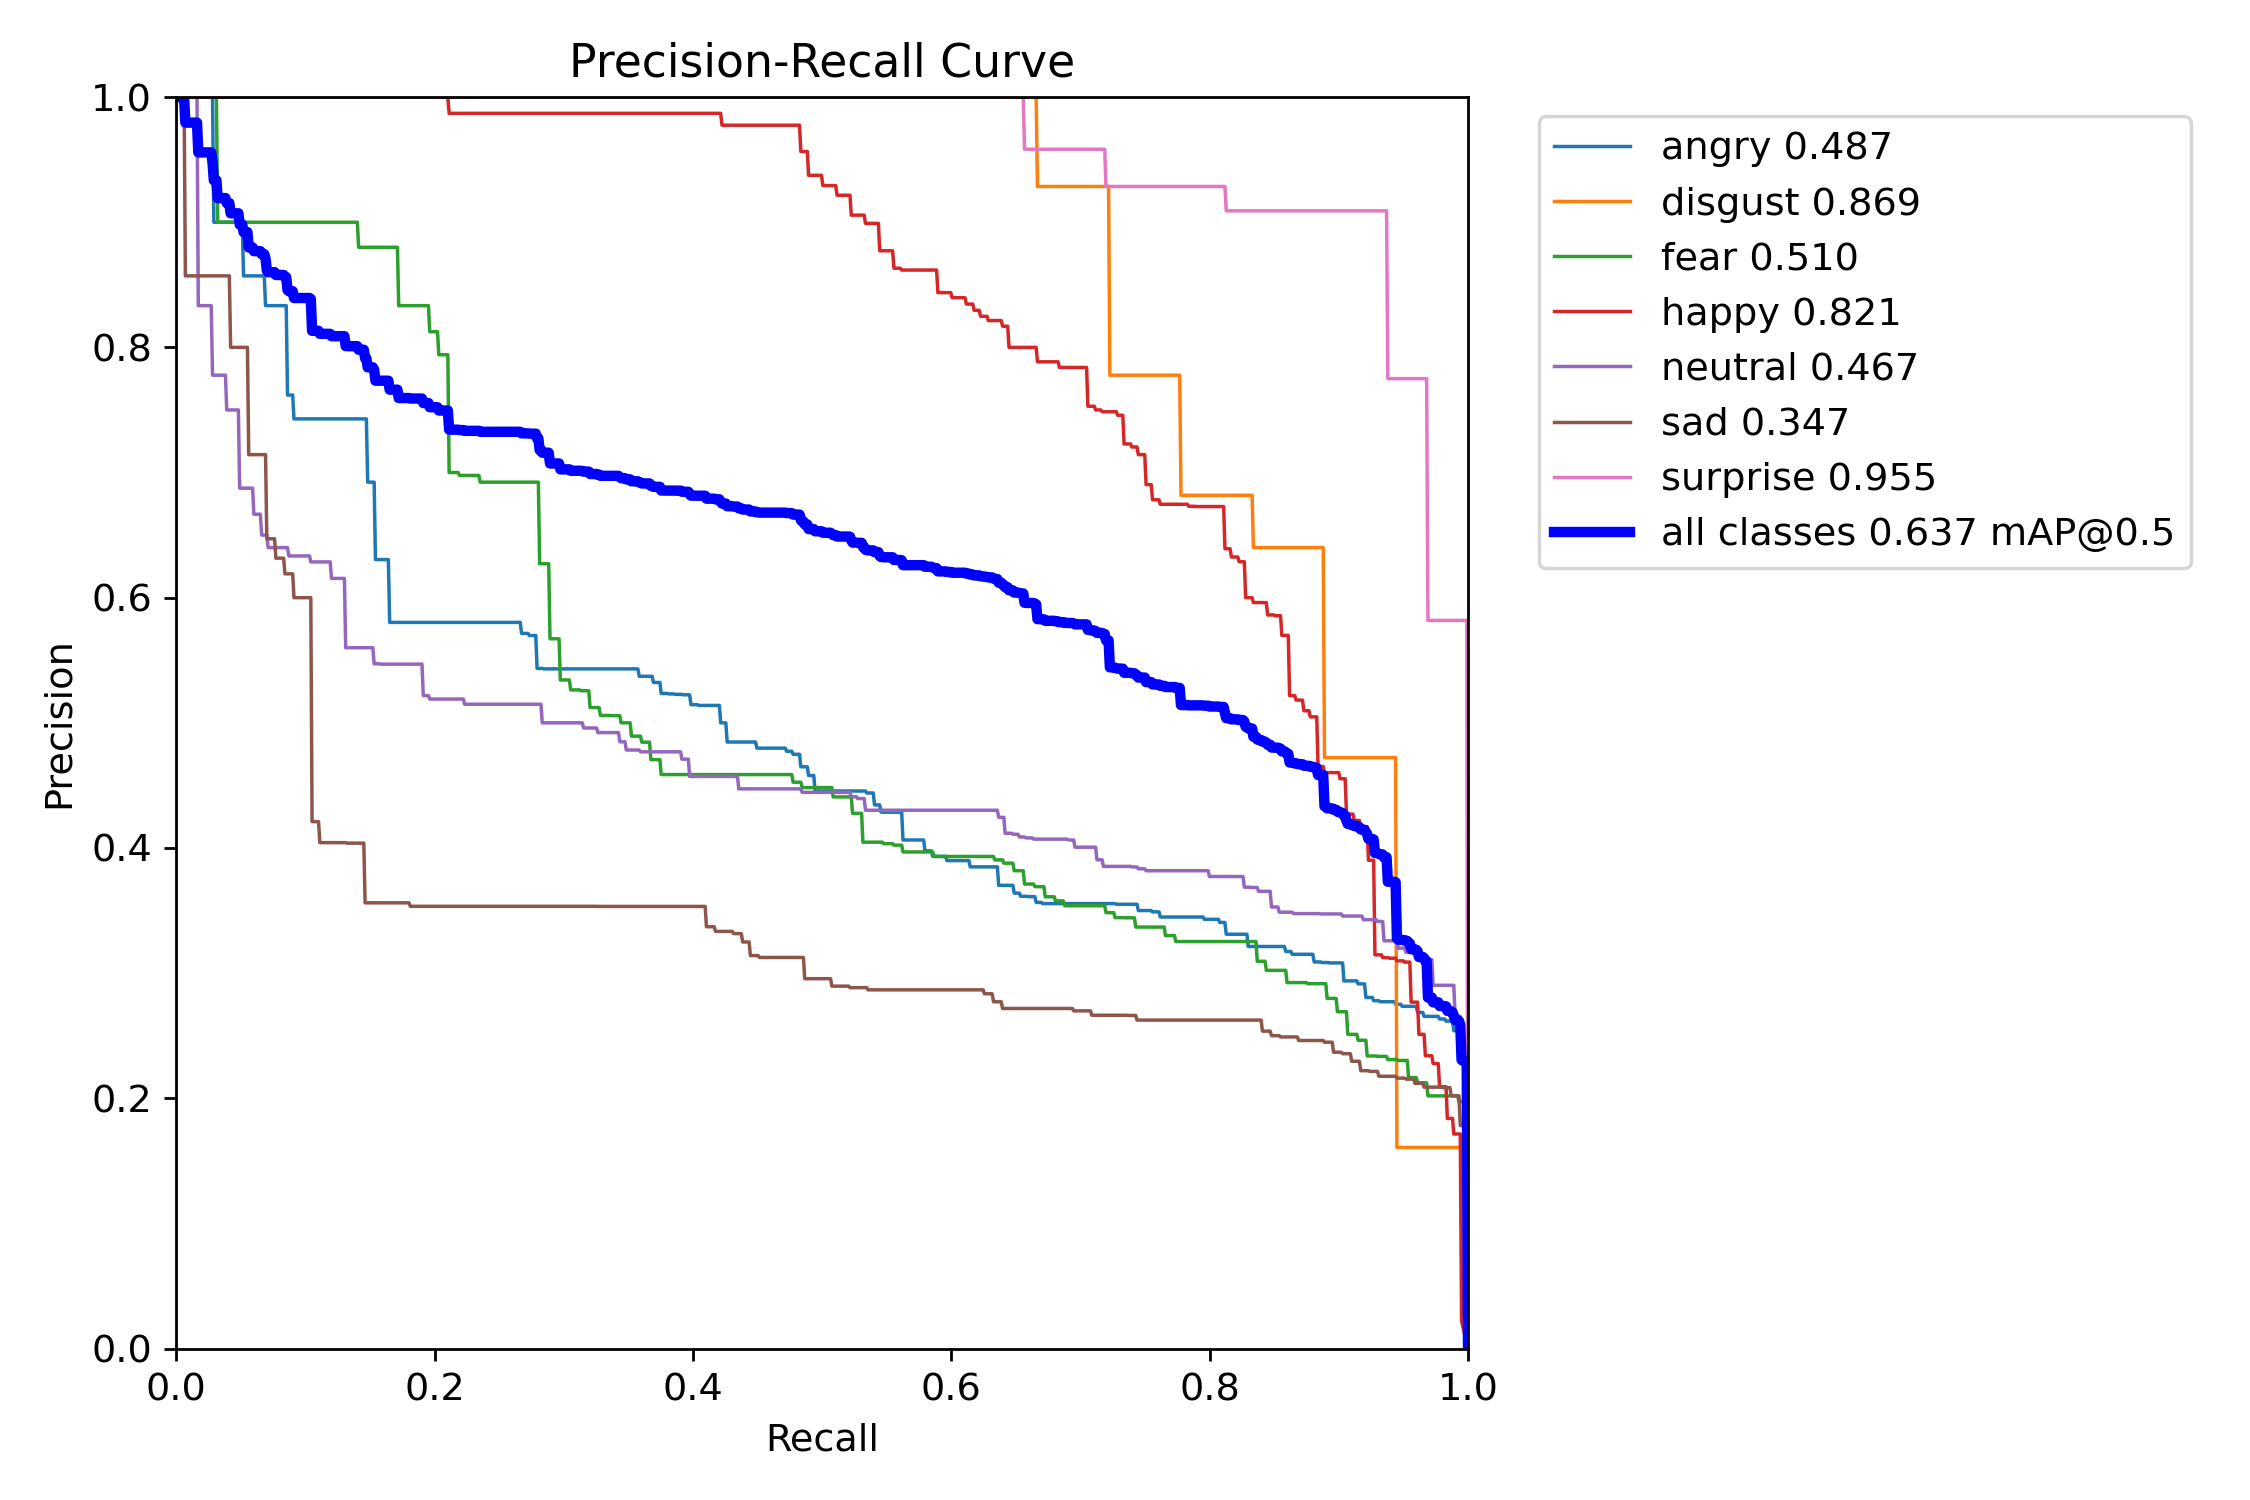 Precision-Recall Curve
1.0
0.8
0.6
0.4
0.2
0.0
Precision
0.0 0.2 0.4 0.6 0.8 1.0
Recall
angry 0.487
disgust 0.869
fear 0.510
happy 0.821
neutral 0.467
sad 0.347
surprise 0.955
all classes 0.637 mAP@0.5